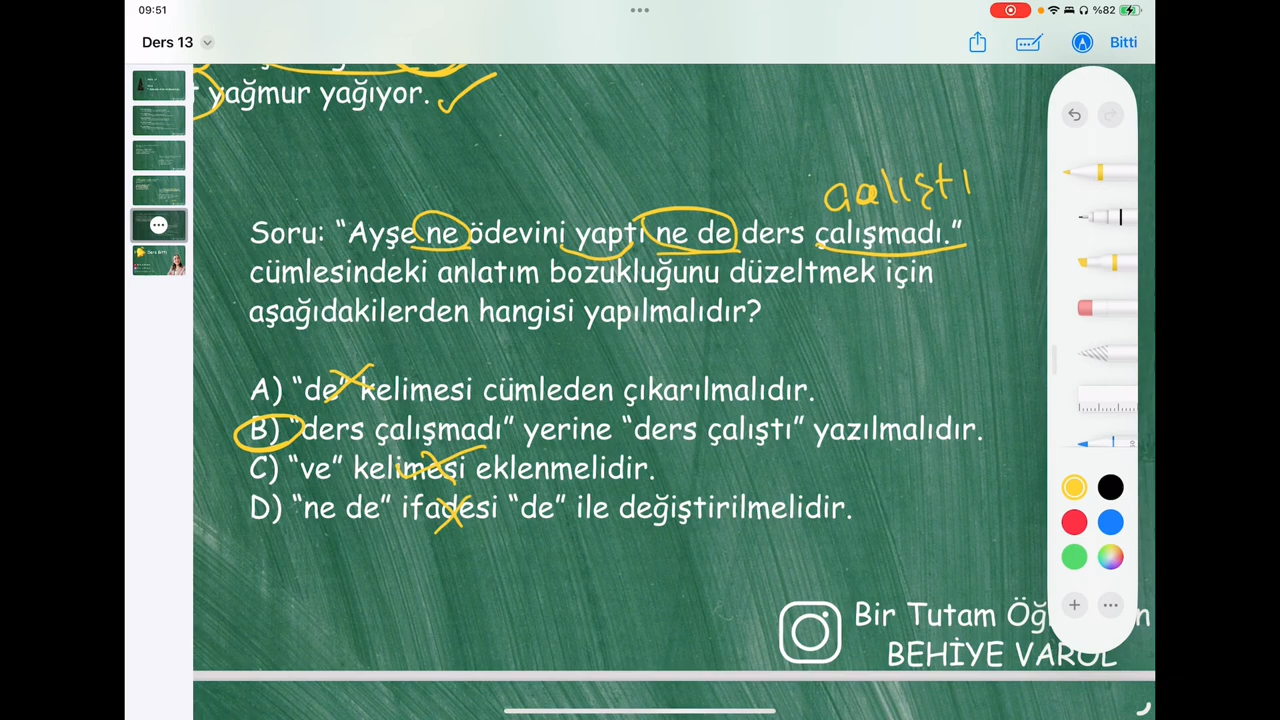 09:51
%82
Ders 13
Bitti
yağmur yağıyor.
çalıştı
Soru: “Ayşe ne ödevini yaptı ne de ders çalışmadı.”
cümlesindeki anlatım bozukluğunu düzeltmek için
aşağıdakilerden hangisi yapılmalıdır?
A) “de” kelimesi cümleden çıkarılmalıdır.
B) “ders çalışmadı” yerine “ders çalıştı” yazılmalıdır.
C) “ve” kelimesi eklenmelidir.
D) “ne de” ifadesi “de” ile değiştirilmelidir.
Bir Tutam
BEHİYE VAROL